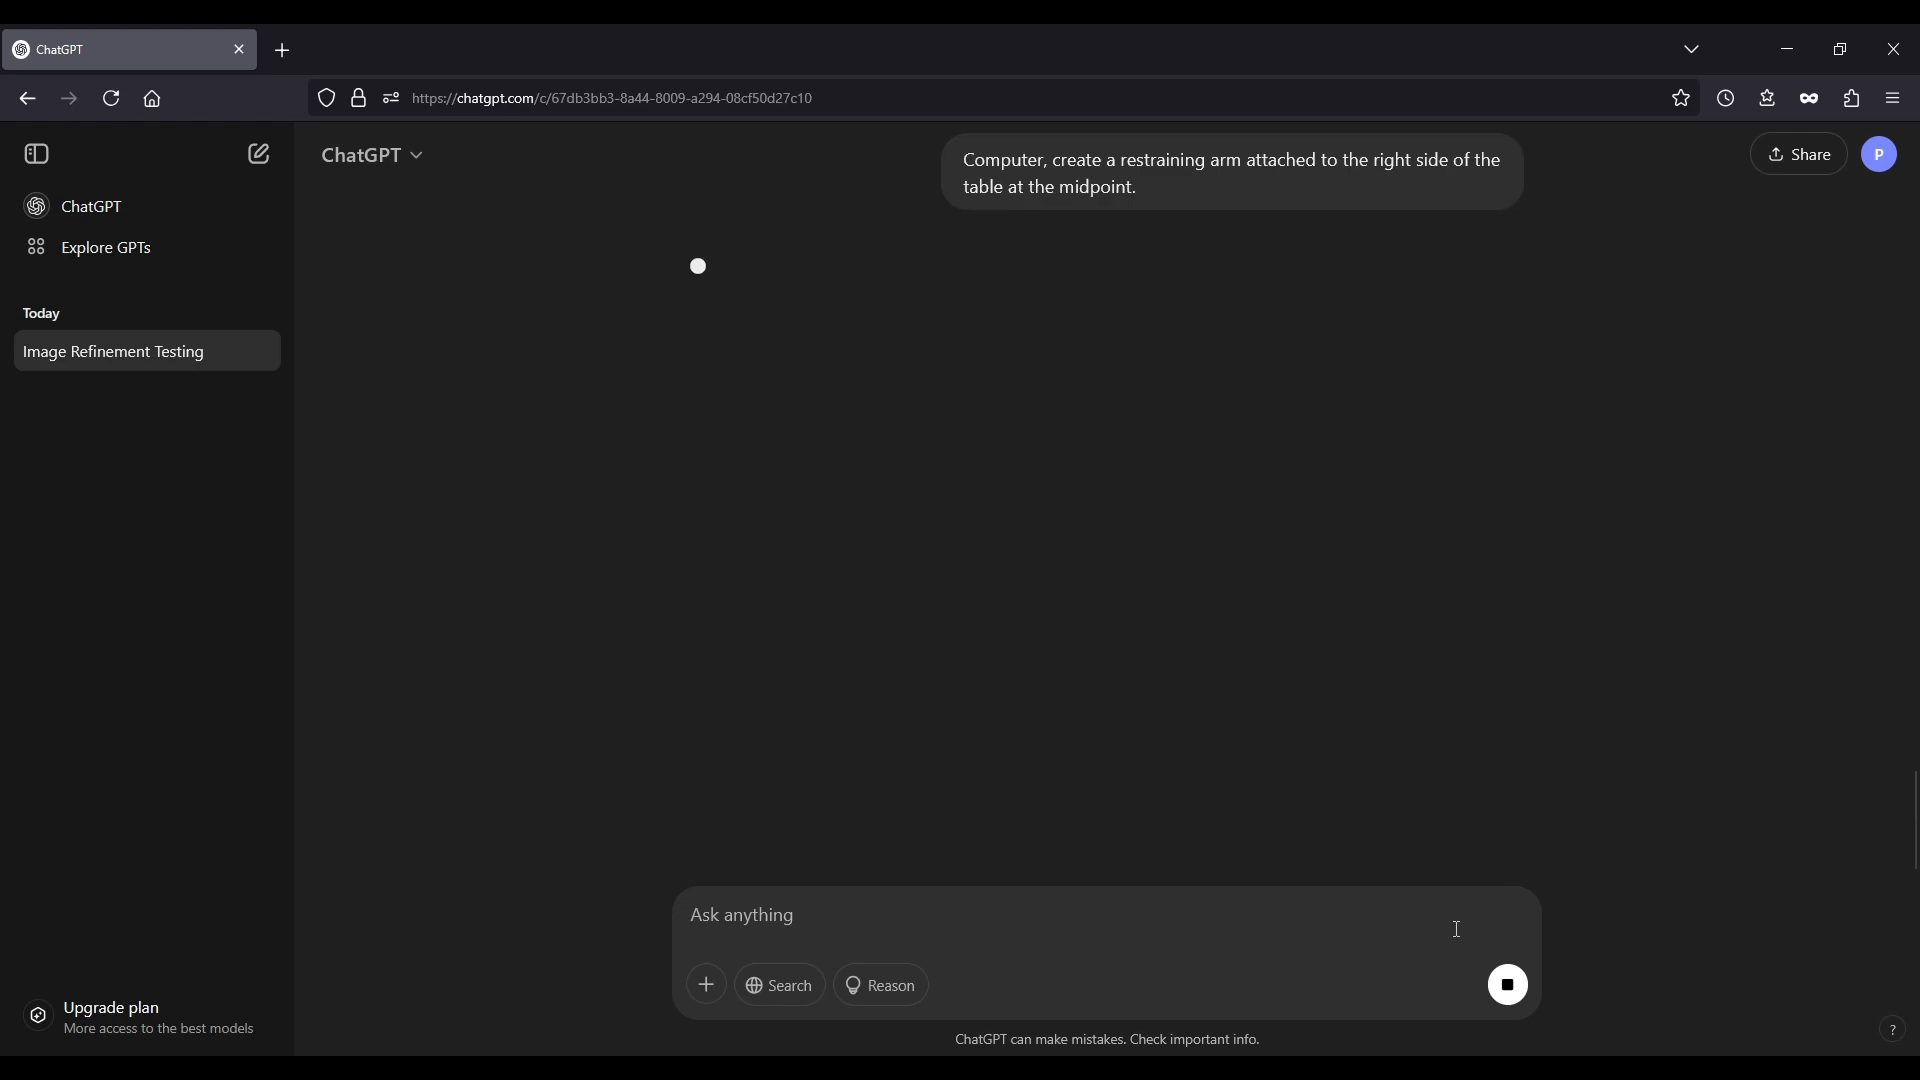 ChatGPT
https://chatgpt.com/c/67db3bb3-8a44-8009-a294-08cf50d27c10
ChatGPT
Explore GPTs
Today
Image Refinement Testing
Upgrade plan
More access to the best models
ChatGPT
Computer, create a restraining arm attached to the right side of the
table at the midpoint.
Share
P
Ask anything
Search
Reason
ChatGPT can make mistakes. Check important info.
?